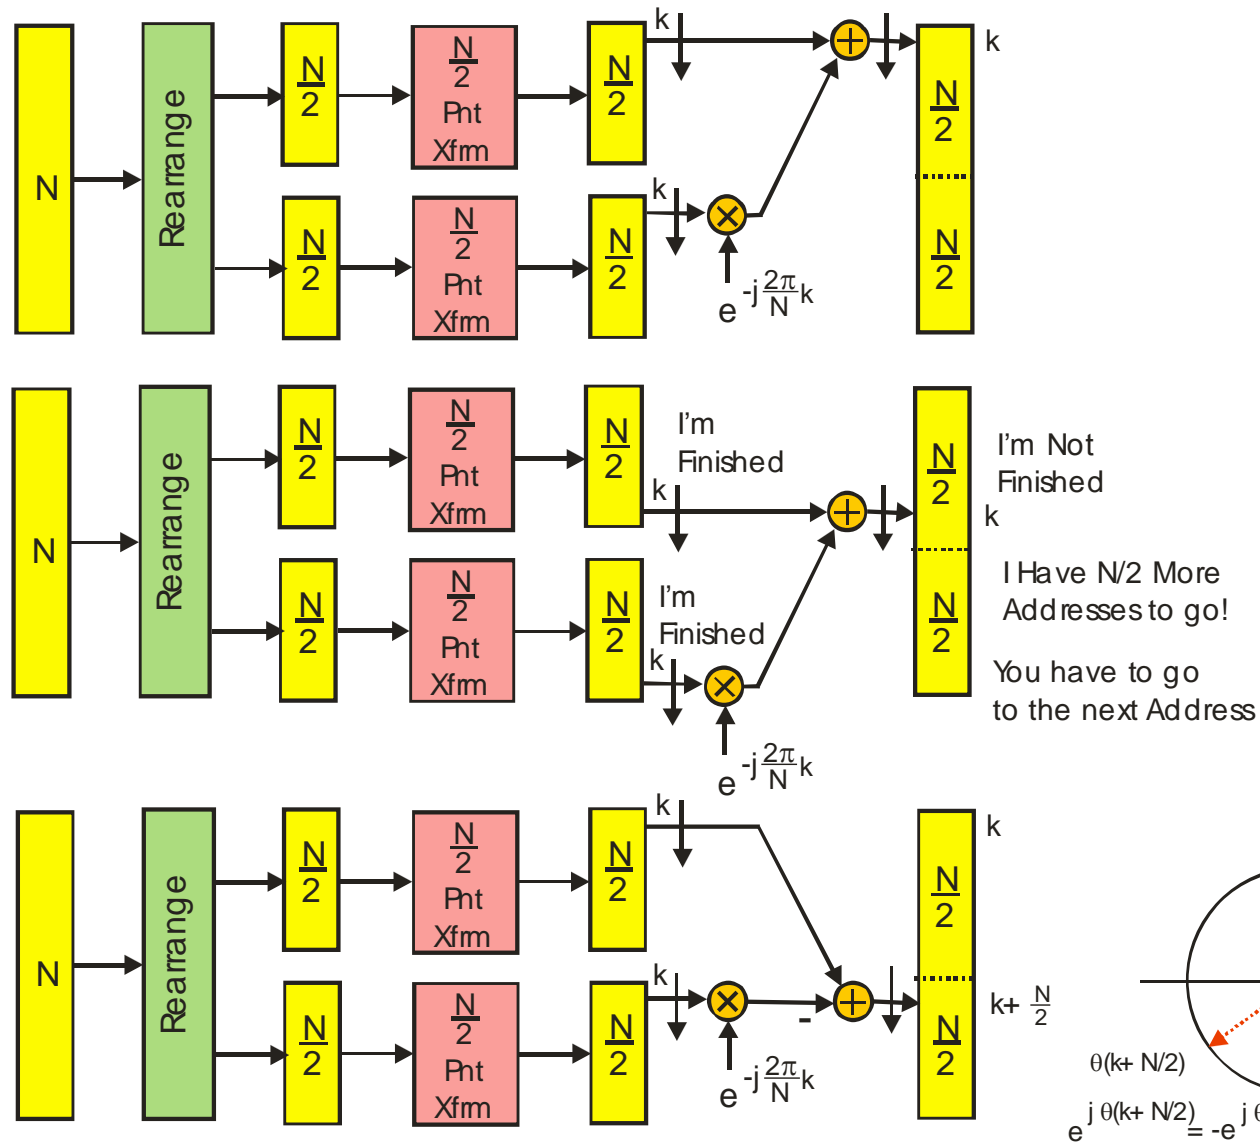 N
Rearrange
N
2
N
2
Pnt
Xfrm
N
2
k
k
N
2
N
2
N
2
Pnt
Xfrm
N
2
k
e -j 2π/N k
N
2
N
Rearrange
N
2
N
2
Pnt
Xfrm
N
2
I'm
Finished
k
N
2
I'm Not
Finished
k
N
2
N
2
Pnt
Xfrm
N
2
I'm
Finished
k
e -j 2π/N k
N
2
I Have N/2 More
Addresses to go!
You have to go
to the next Address
N
Rearrange
N
2
N
2
Pnt
Xfrm
N
2
k
N
2
k
N
2
N
2
Pnt
Xfrm
N
2
k
-
e -j 2π/N k
N
2
k+ N/2
θ(k+ N/2)
e j θ(k+ N/2) = -e j θ